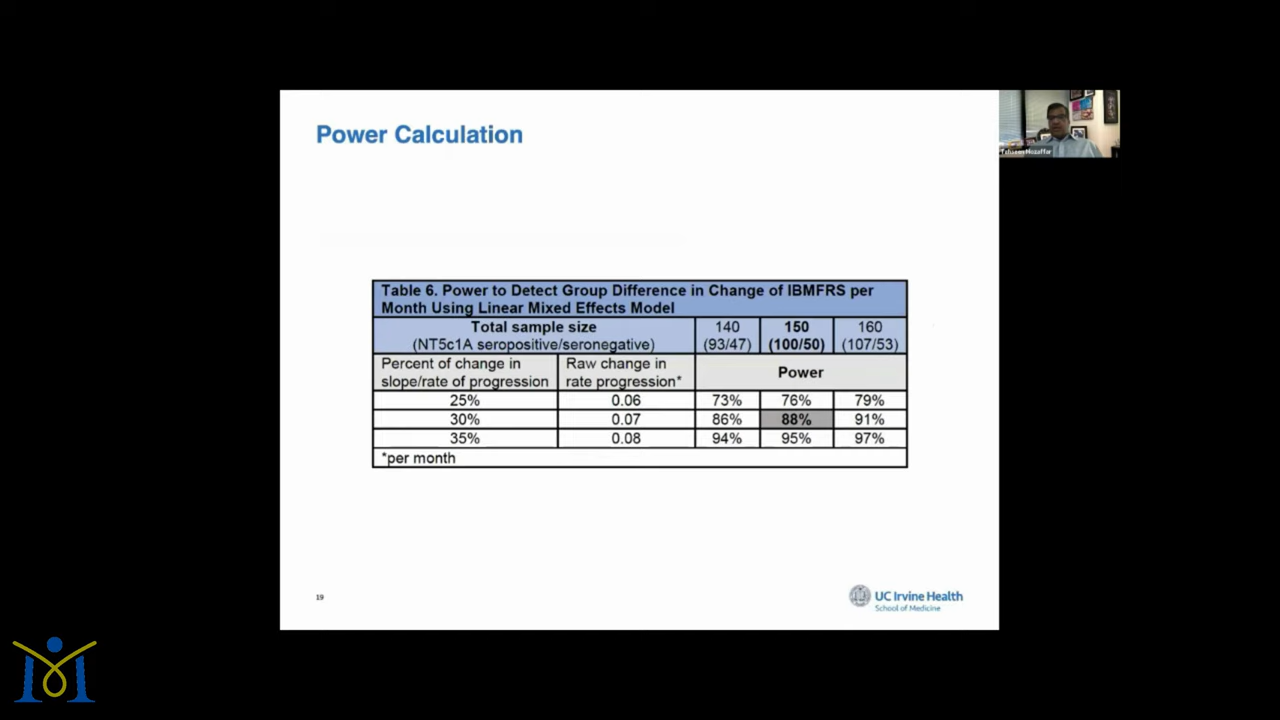 Power Calculation
Tahseen Mozaffar
Table 6. Power to Detect Group Difference in Change of IBMFRS per
Month Using Linear Mixed Effects Model
Total sample size
(NT5c1A seropositive/seronegative)
140
(93/47)
150
(100/50)
160
(107/53)
Percent of change in
slope/rate of progression
Raw change in
rate progression*
Power
25% 0.06 73% 76% 79%
30% 0.07 86% 88% 91%
35% 0.08 94% 95% 97%
*per month
19
UC Irvine Health
School of Medicine